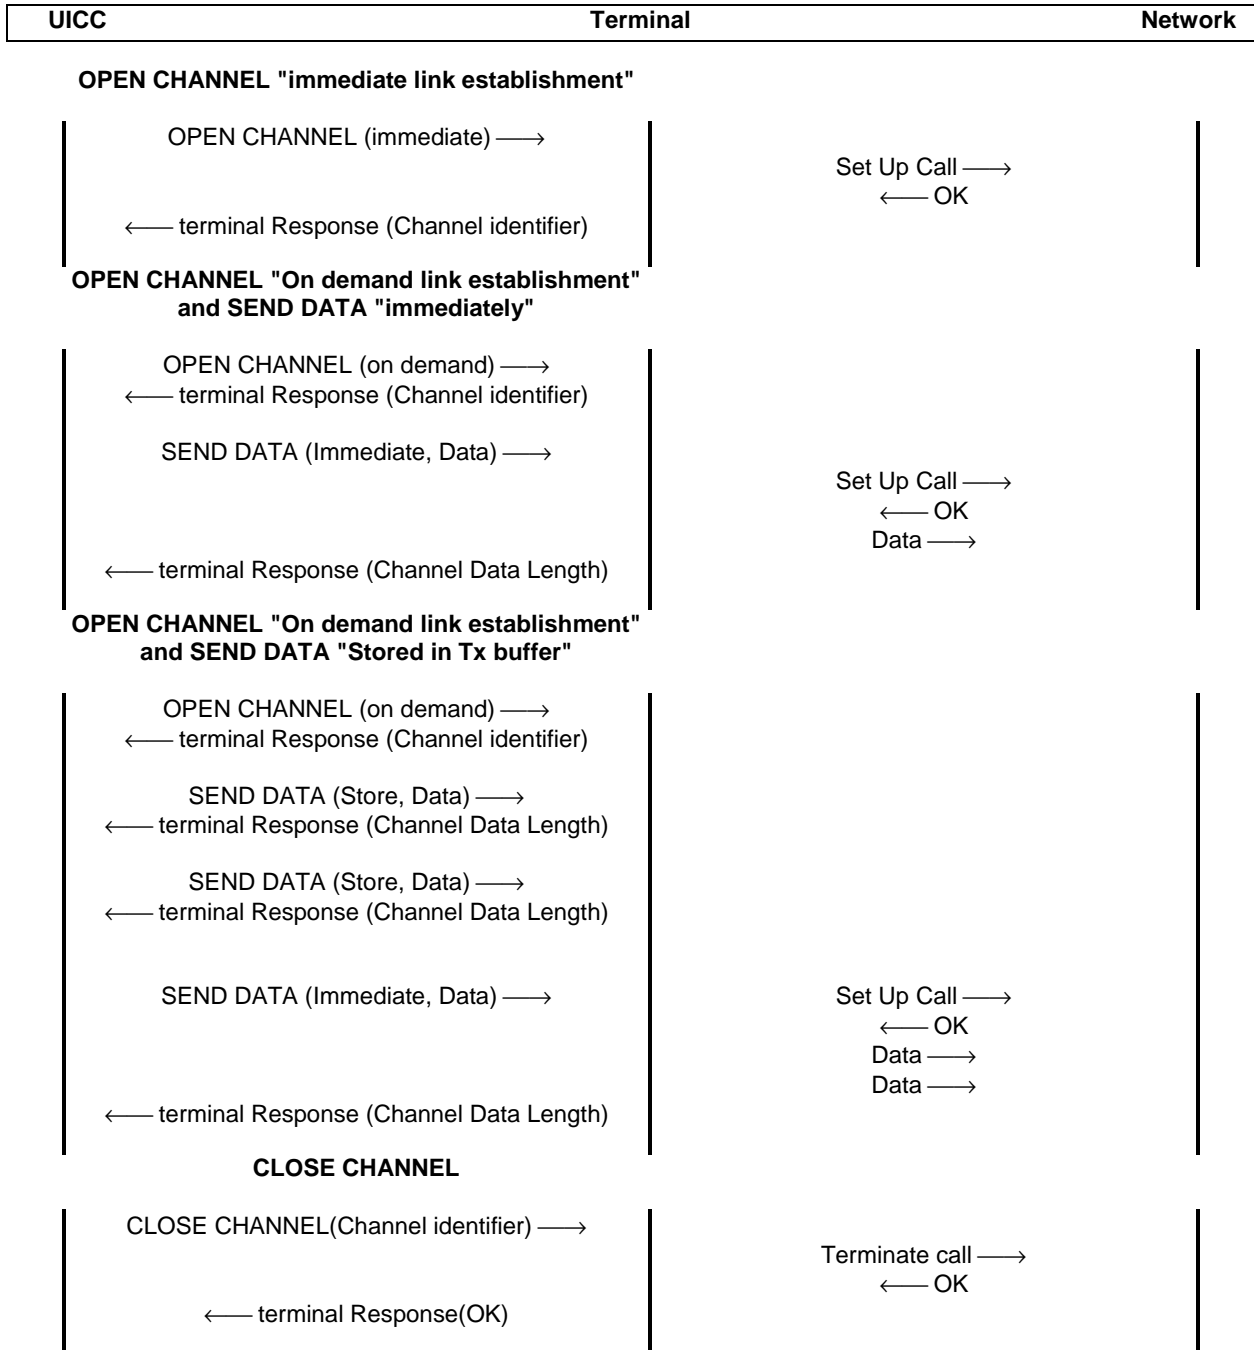 UICC Terminal Network
OPEN CHANNEL "immediate link establishment"
OPEN CHANNEL (immediate) ⟶
Set Up Call ⟶
⟵ OK
⟵ terminal Response (Channel identifier)
OPEN CHANNEL "On demand link establishment"
and SEND DATA "immediately"
OPEN CHANNEL (on demand) ⟶
⟵ terminal Response (Channel identifier)
SEND DATA (Immediate, Data) ⟶
Set Up Call ⟶
⟵ OK
Data ⟶
⟵ terminal Response (Channel Data Length)
OPEN CHANNEL "On demand link establishment"
and SEND DATA "Stored in Tx buffer"
OPEN CHANNEL (on demand) ⟶
⟵ terminal Response (Channel identifier)
SEND DATA (Store, Data) ⟶
⟵ terminal Response (Channel Data Length)
SEND DATA (Store, Data) ⟶
⟵ terminal Response (Channel Data Length)
SEND DATA (Immediate, Data) ⟶ Set Up Call ⟶
⟵ OK
Data ⟶
Data ⟶
⟵ terminal Response (Channel Data Length)
CLOSE CHANNEL
CLOSE CHANNEL(Channel identifier) ⟶
Terminate call ⟶
⟵ OK
⟵ terminal Response(OK)